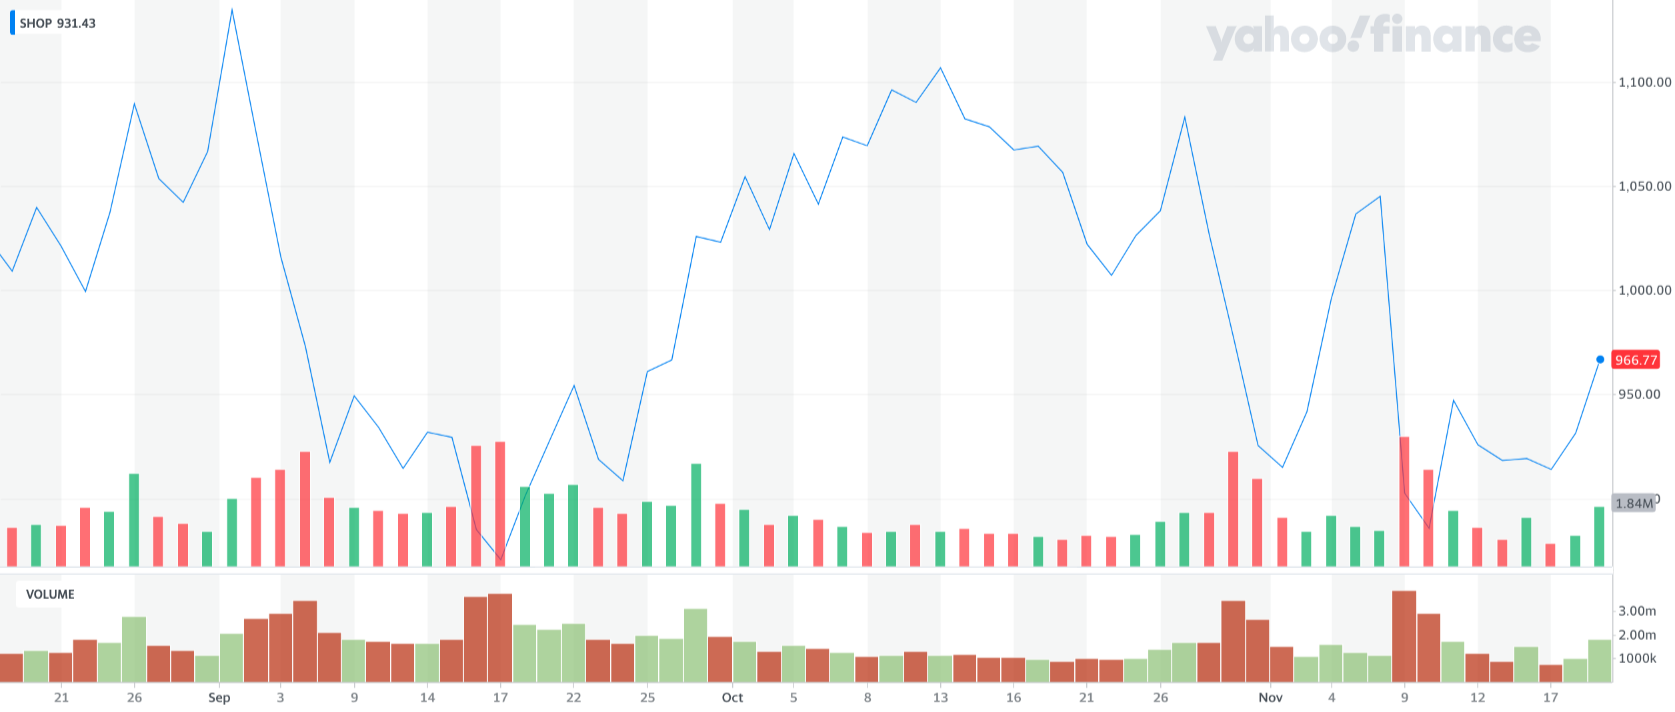 SHOP 931.43
yahoo!finance
1,100.00
1,050.00
1,000.00
966.77
950.00
1.84M
VOLUME
3.00m
2.00m
1000k
21 26 Sep 3 9 14 17 22 25 Oct 5 8 13 16 21 26 Nov 4 9 12 17